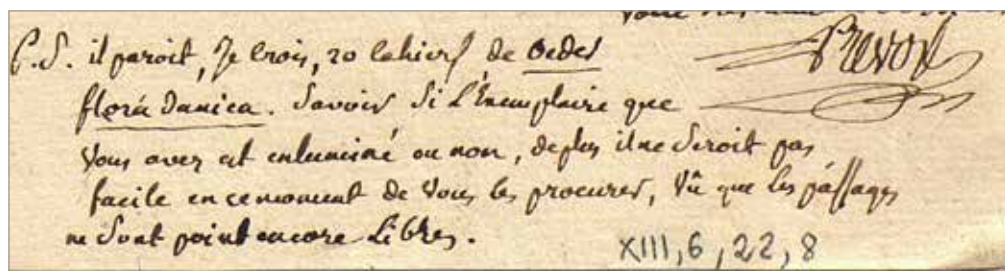 Prevost
P.S. il paroit, Je crois, 20 Cahiers de Oeder
flora Danica. Savoir Si L'Exemplaire que
Vous avez est enluminé ou non, deplus il ne Seroit pas
facile en ce moment de Vous les procurer, Vû que les passages
ne Sont point encore Libres.
XIII, 6, 22, 8